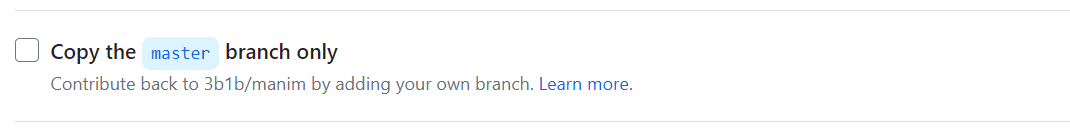 Copy the master branch only
Contribute back to 3b1b/manim by adding your own branch. Learn more.